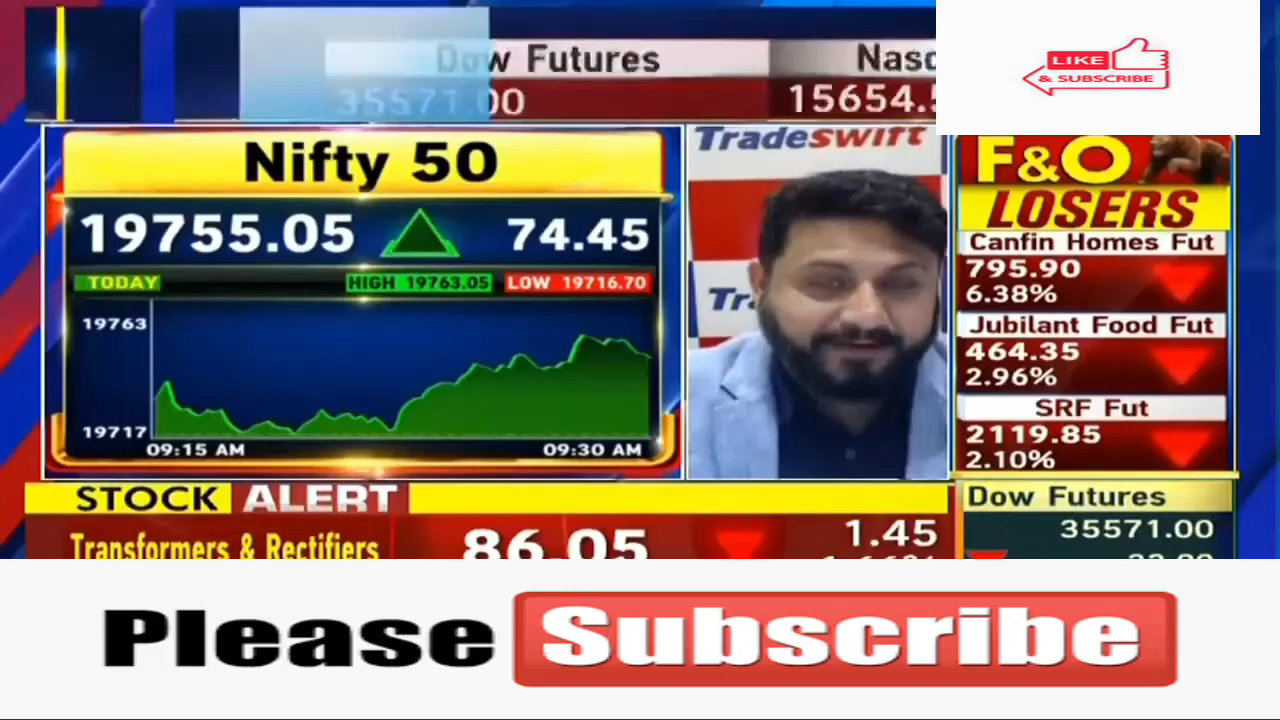 Dow Futures
Nasd
35571.00
15654.5
LIKE
& SUBSCRIBE
Nifty 50
19755.05
74.45
TODAY
HIGH 19763.05
LOW 19716.70
19763
19717
09:15 AM
09:30 AM
Tradeswift
Tra
F&O
LOSERS
Canfin Homes Fut
795.90
6.38%
Jubilant Food Fut
464.35
2.96%
SRF Fut
2119.85
2.10%
STOCK ALERT
Transformers & Rectifiers
86.05
1.45
Dow Futures
35571.00
Please Subscribe